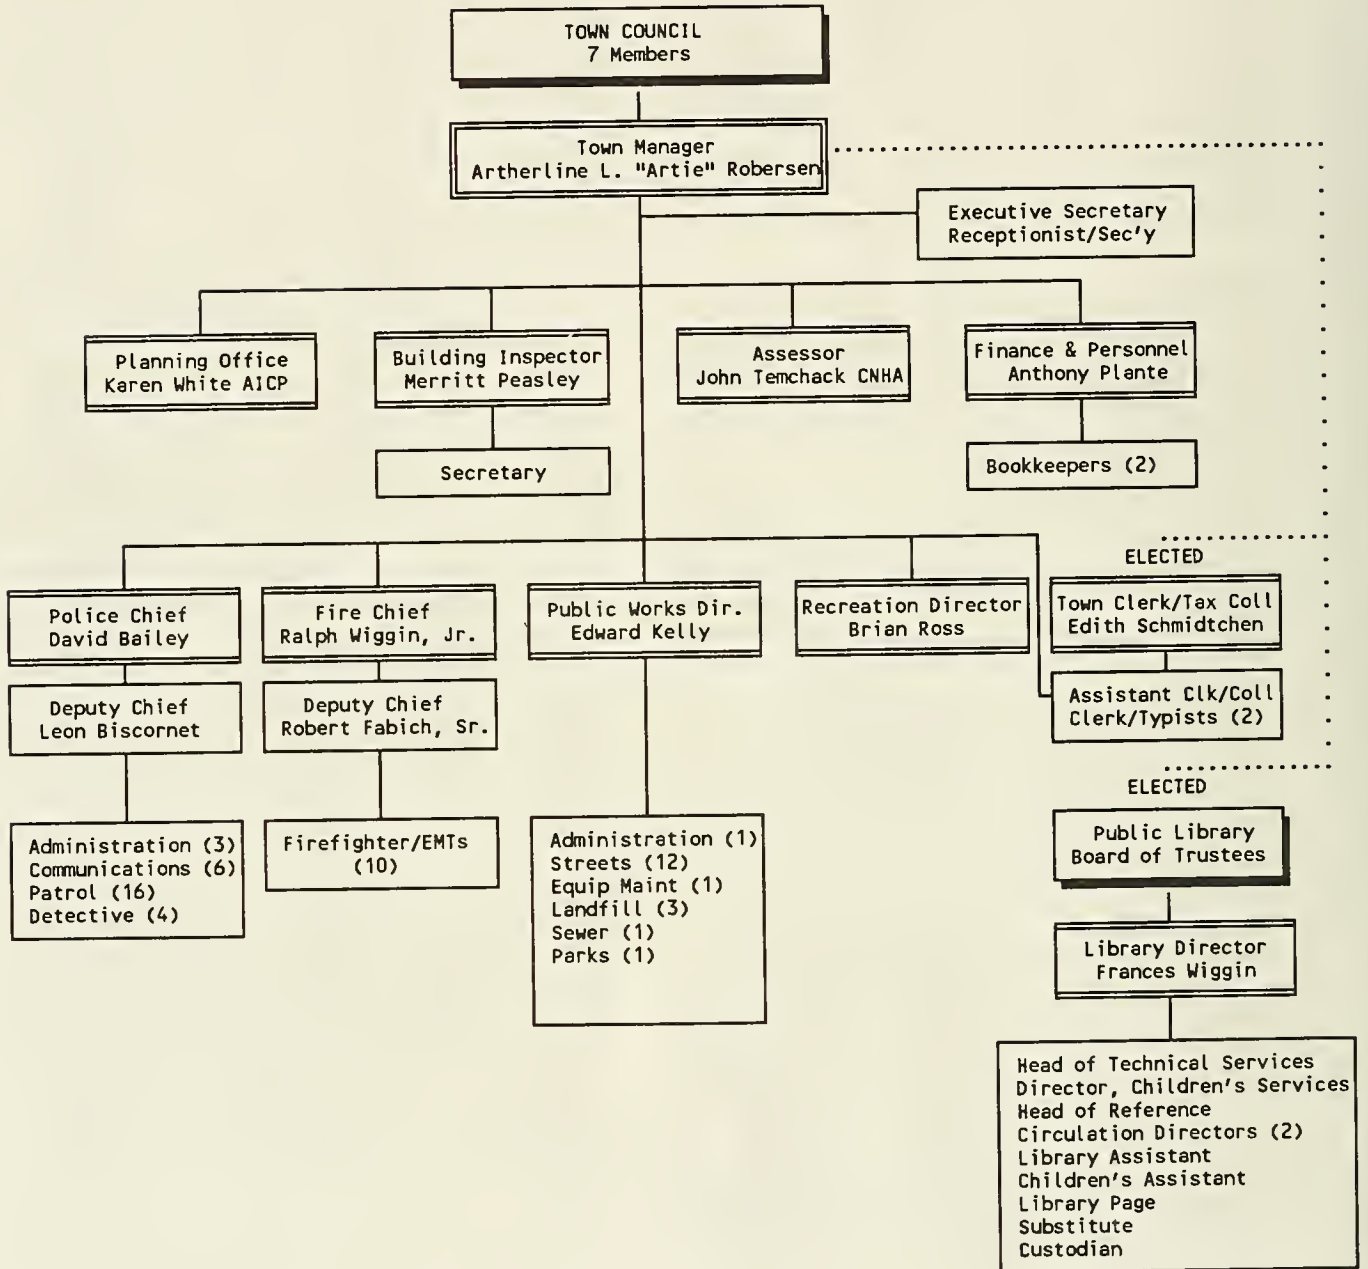 TOWN COUNCIL
7 Members
Town Manager
Artherline L. "Artie" Robersen
Executive Secretary
Receptionist/Sec'y
Planning Office
Karen White AICP
Building Inspector
Merritt Peasley
Assessor
John Temchack CNHA
Finance & Personnel
Anthony Plante
Secretary
Bookkeepers (2)
ELECTED
Police Chief
David Bailey
Fire Chief
Ralph Wiggin, Jr.
Public Works Dir.
Edward Kelly
Recreation Director
Brian Ross
Town Clerk/Tax Coll
Edith Schmidtchen
Deputy Chief
Leon Biscornet
Deputy Chief
Robert Fabich, Sr.
Assistant Clk/Coll
Clerk/Typists (2)
ELECTED
Administration (3)
Communications (6)
Patrol (16)
Detective (4)
Firefighter/EMTs
(10)
Administration (1)
Streets (12)
Equip Maint (1)
Landfill (3)
Sewer (1)
Parks (1)
Public Library
Board of Trustees
Library Director
Frances Wiggin
Head of Technical Services
Director, Children's Services
Head of Reference
Circulation Directors (2)
Library Assistant
Children's Assistant
Library Page
Substitute
Custodian